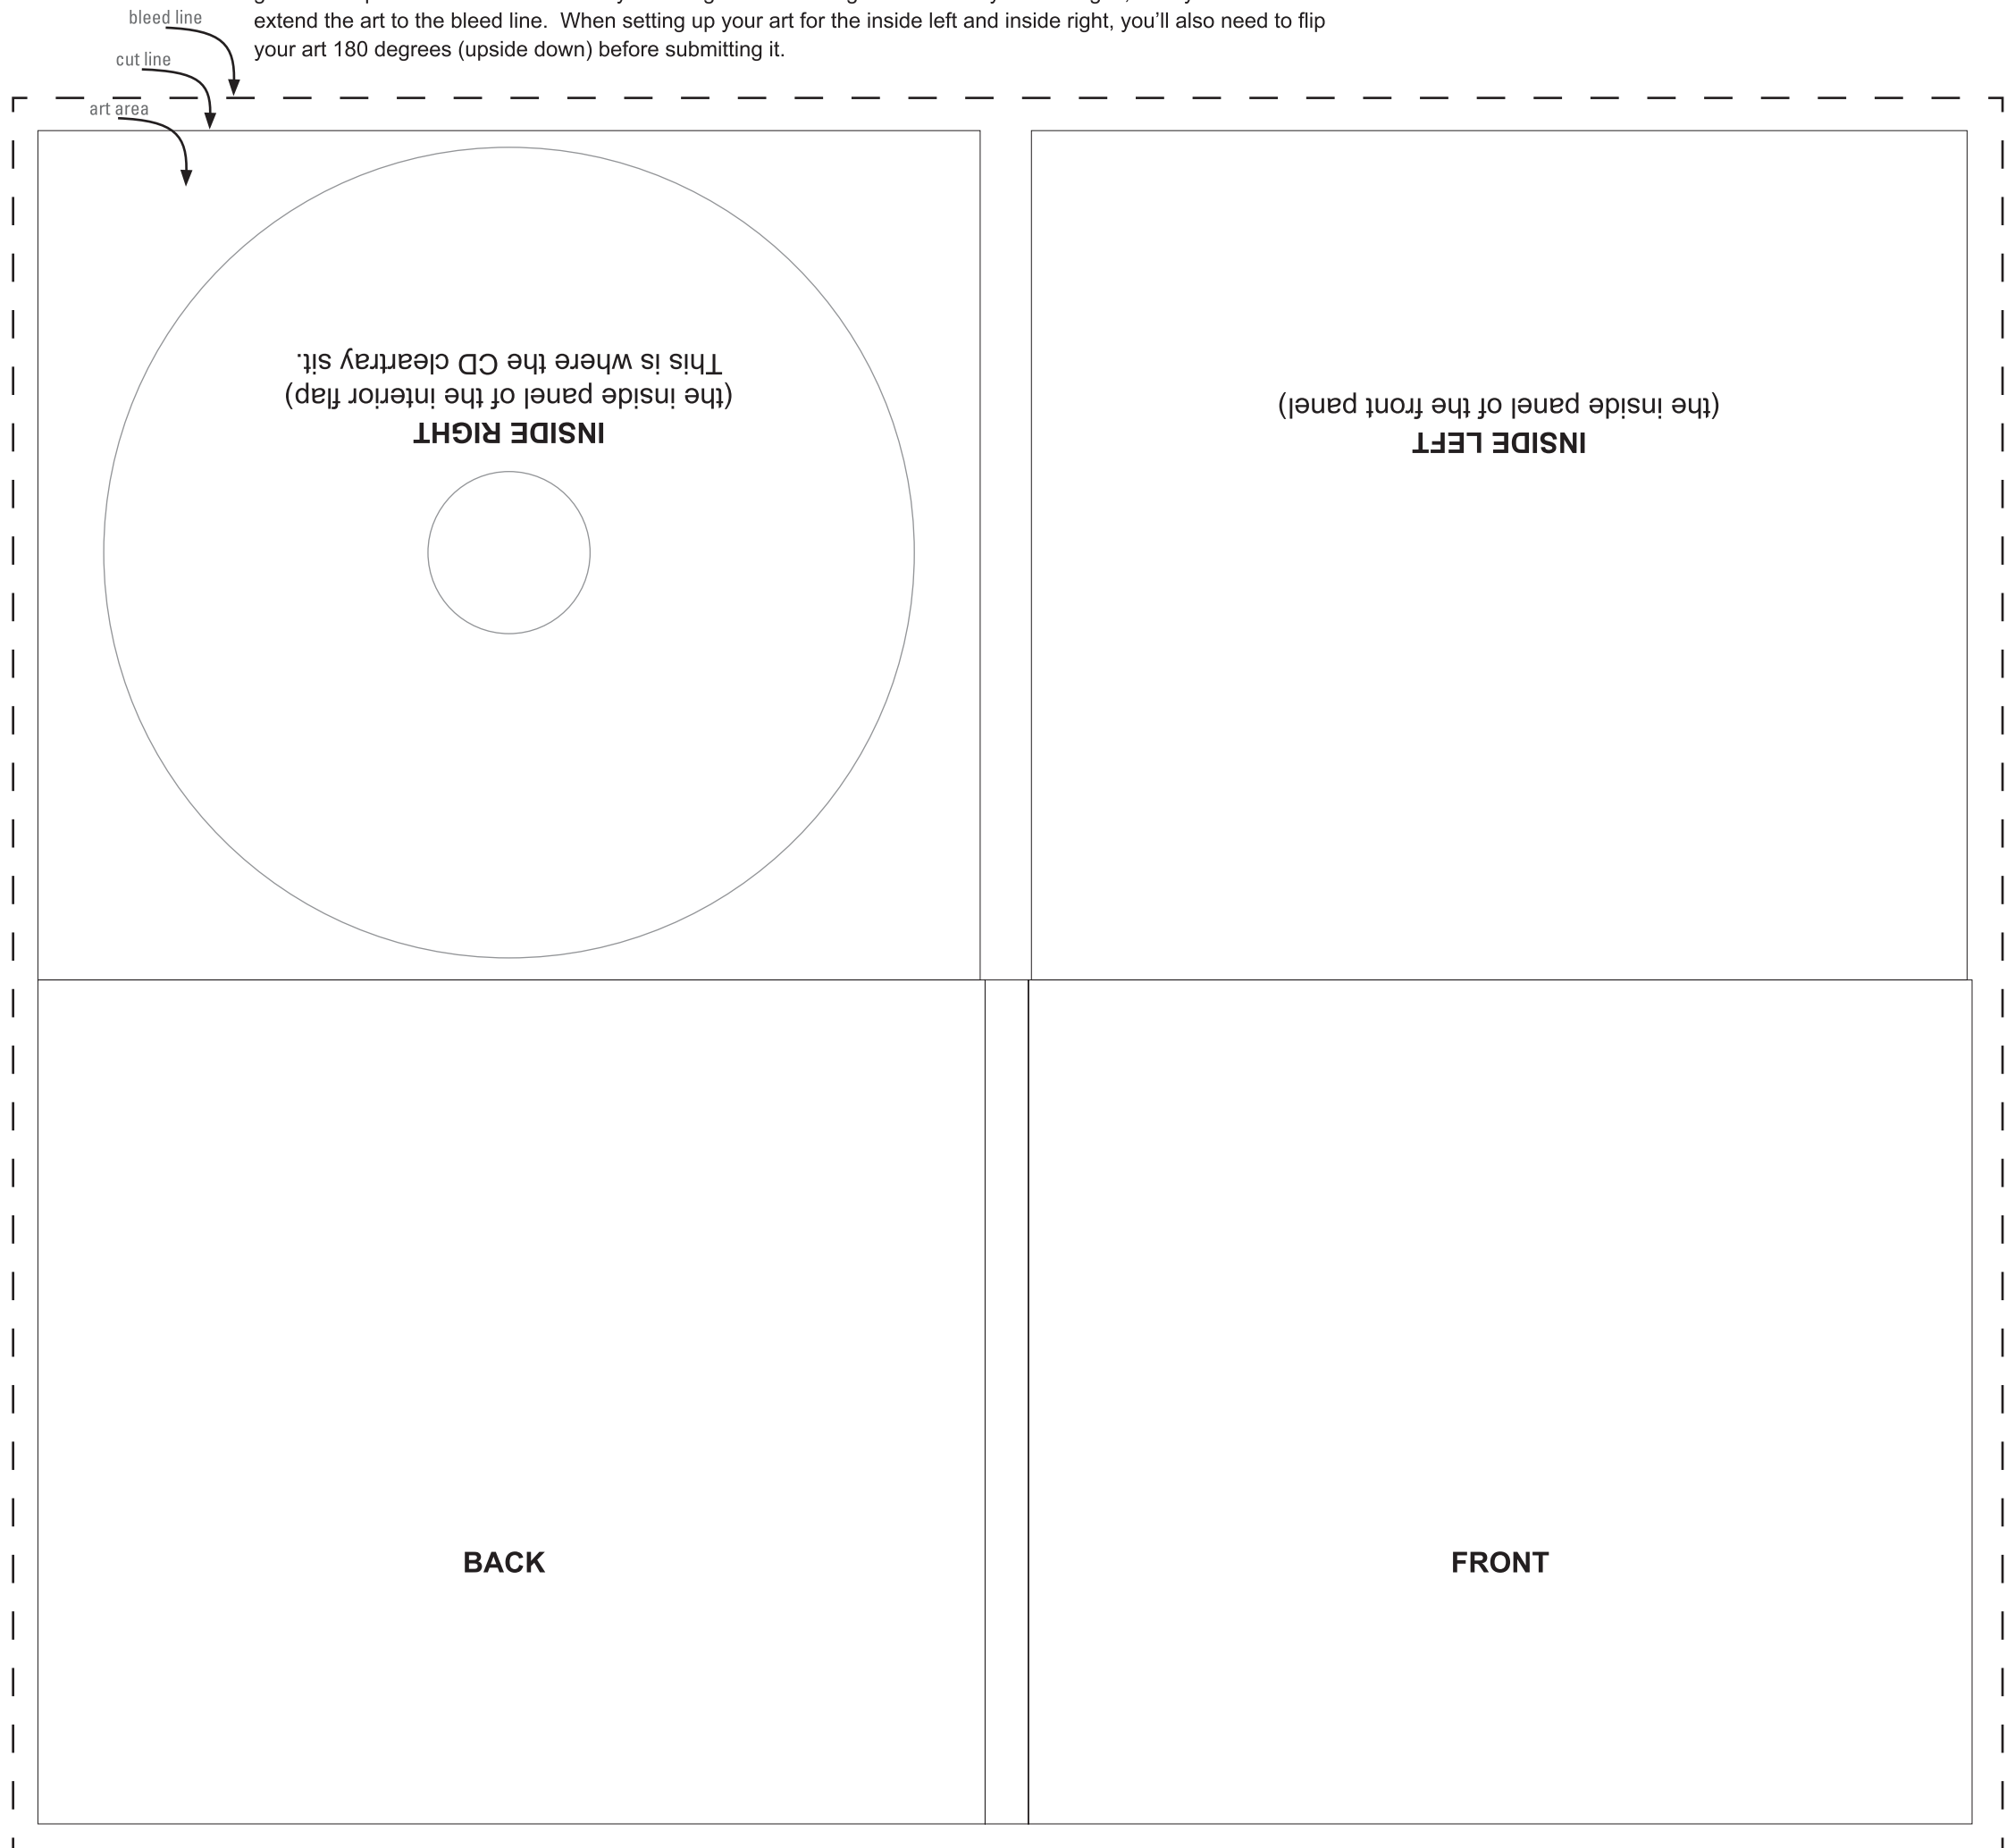 bleed line
extend the art to the bleed line.  When setting up your art for the inside left and inside right, you’ll also need to flip
your art 180 degrees (upside down) before submitting it.
cut line
art area
INSIDE RIGHT
(the inside panel of the interior flap)
This is where the CD cleartray sit.
INSIDE LEFT
(the inside panel of the front panel)
BACK
FRONT